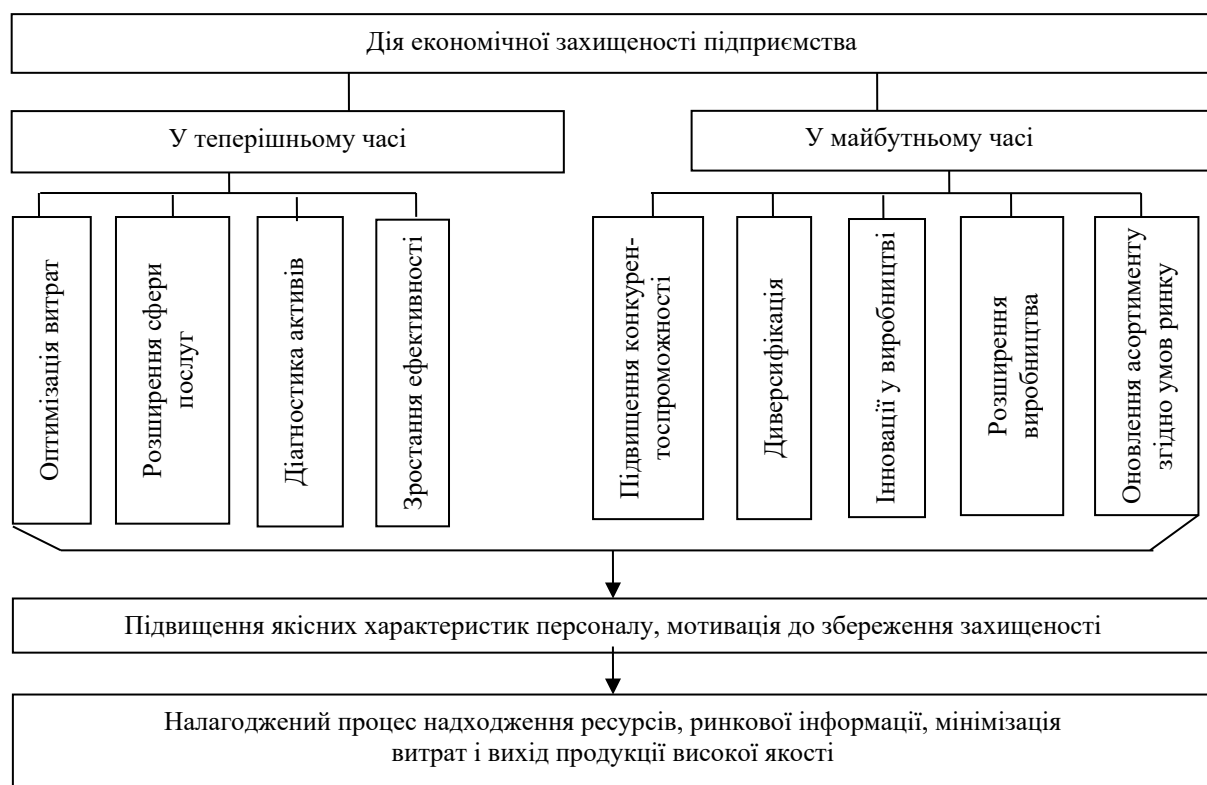 Дія економічної захищеності підприємства
У теперішньому часі
У майбутньому часі
Оптимізація витрат
Розширення сфери
послуг
Діагностика активів
Зростання ефективності
Підвищення конкурен-
тоспроможності
Диверсифікація
Інновації у виробництві
Розширення
виробництва
Оновлення асортименту
згідно умов ринку
Підвищення якісних характеристик персоналу, мотивація до збереження захищеності
Налагоджений процес надходження ресурсів, ринкової інформації, мінімізація
витрат і вихід продукції високої якості